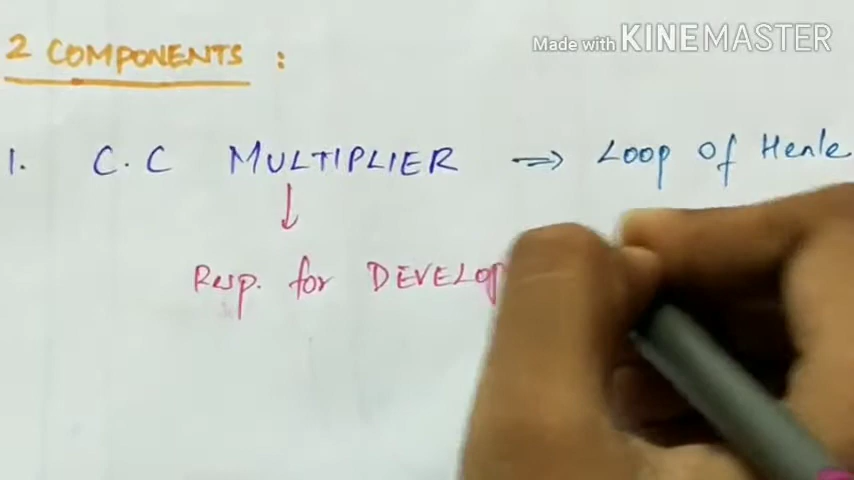 Made with KINEMASTER
2 COMPONENTS :
1. C.C MULTIPLIER → Loop of Henle
↓
Resp. for DEVELOP